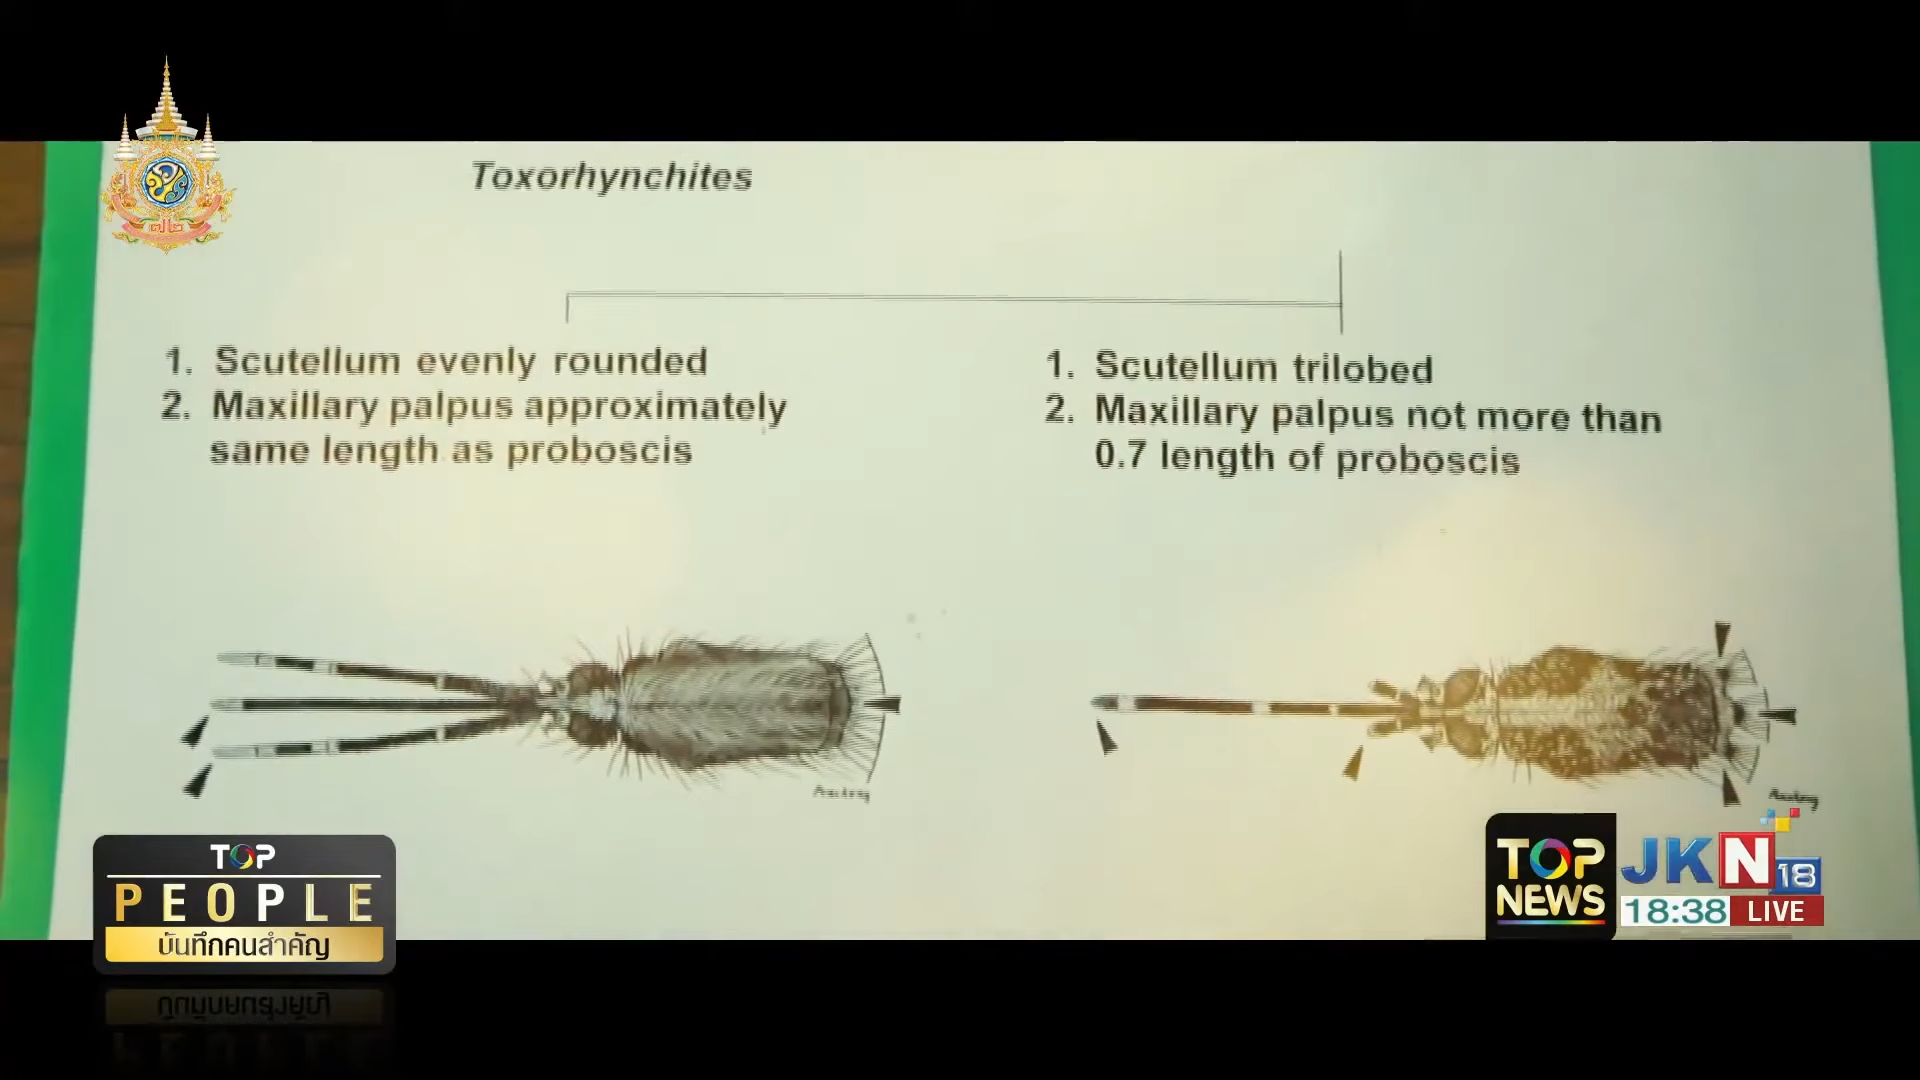 Toxorhynchites
1. Scutellum evenly rounded
2. Maxillary palpus approximately
same length as proboscis
1. Scutellum trilobed
2. Maxillary palpus not more than
0.7 length of proboscis
TOP
PEOPLE
บันทึกคนสำคัญ
TOP
NEWS
JKN18
18:38 LIVE